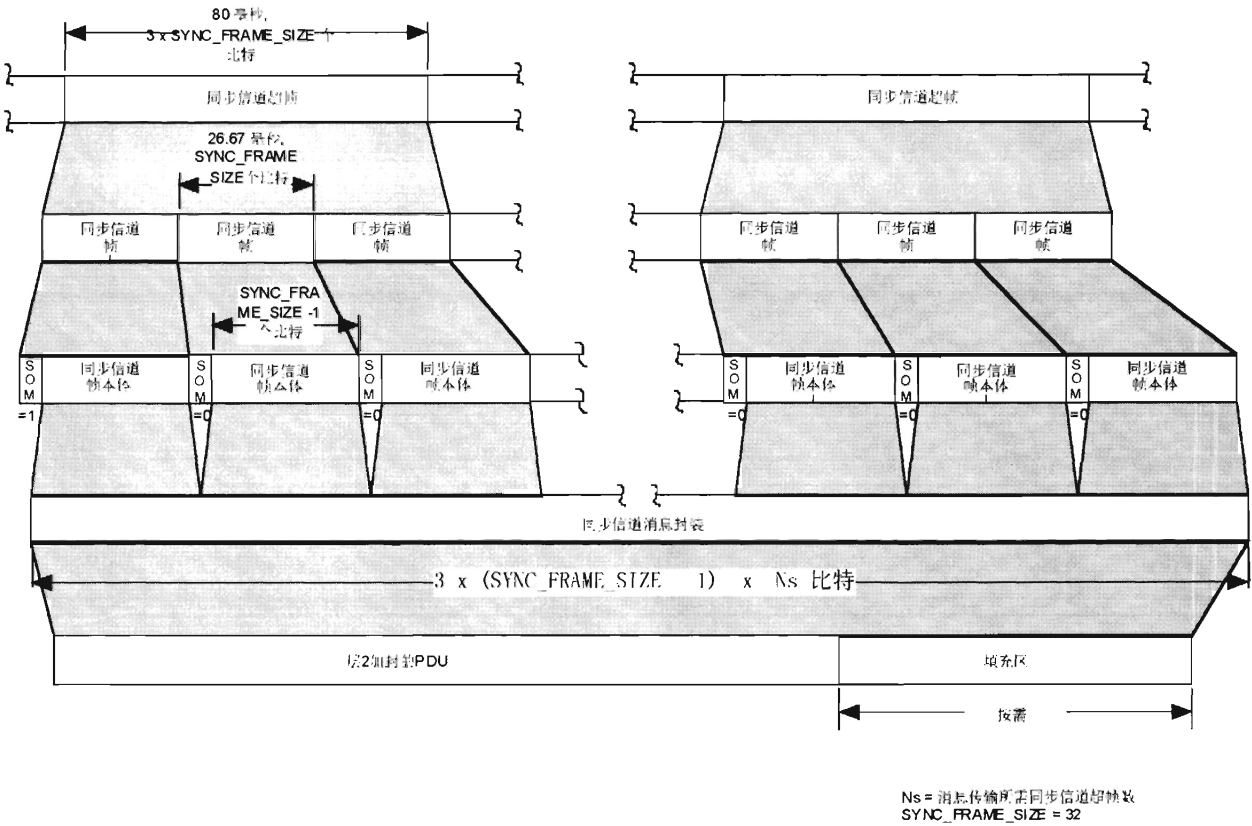 80 毫秒,
3 x SYNC_FRAME_SIZE 个
比特
同步信道超帧
同步信道超帧
26.67 毫秒,
SYNC_FRAME
SIZE 个比特
同步信道
帧
同步信道
帧
同步信道
帧
同步信道
帧
同步信道
帧
同步信道
帧
SYNC_FRA
ME_SIZE -1
个比特
SOM
同步信道
帧本体
SOM
同步信道
帧本体
SOM
同步信道
帧本体
SOM
同步信道
帧本体
SOM
同步信道
帧本体
SOM
同步信道
帧本体
=1
=0
=0
=0
=0
=0
同步信道消息封装
3 x (SYNC_FRAME_SIZE 1) x Ns 比特
层2加封的PDU
填充区
按需
Ns = 消息传输所需同步信道超帧数
SYNC_FRAME_SIZE = 32